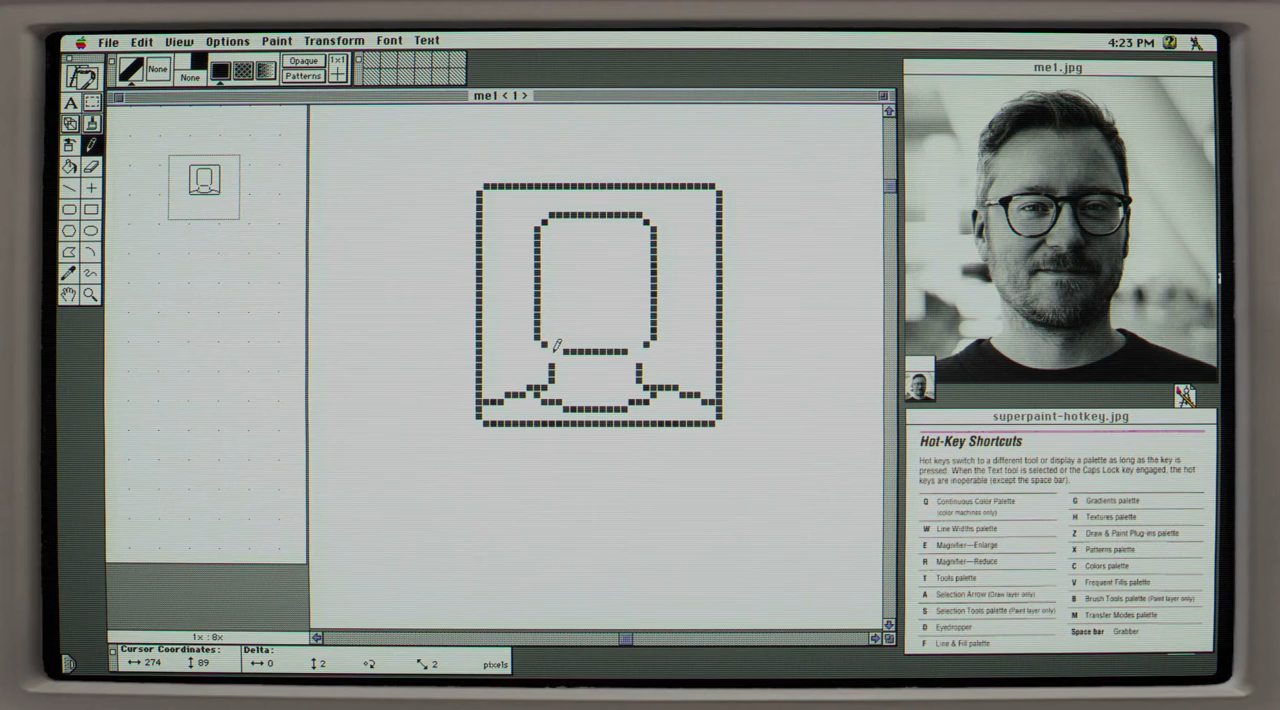 File Edit View Options Paint Transform Font Text
4:23 PM
None
None
Opaque
Patterns
1x1
me1.jpg
me1 < 1 >
A
superpaint-hotkey.jpg
Hot-Key Shortcuts
Hot keys switch to a different tool or display a palette as long as the key is
pressed. When the Text tool is selected or the Caps Lock key engaged, the hot
keys are inoperable (except the space bar).
Q Continuous Color Palette
(color machines only)
W Line Widths palette
E Magnifier—Enlarge
R Magnifier—Reduce
T Tools palette
A Selection Arrow (Draw layer only)
S Selection Tools palette (Paint layer only)
D Eyedropper
F Line & Fill palette
G Gradients palette
H Textures palette
Z Draw & Paint Plug-ins palette
X Patterns palette
C Colors palette
V Frequent Fills palette
B Brush Tools palette (Paint layer only)
M Transfer Modes palette
Space bar Grabber
1x : 8x
Cursor Coordinates: Delta:
274 89 0 2 2 pixels